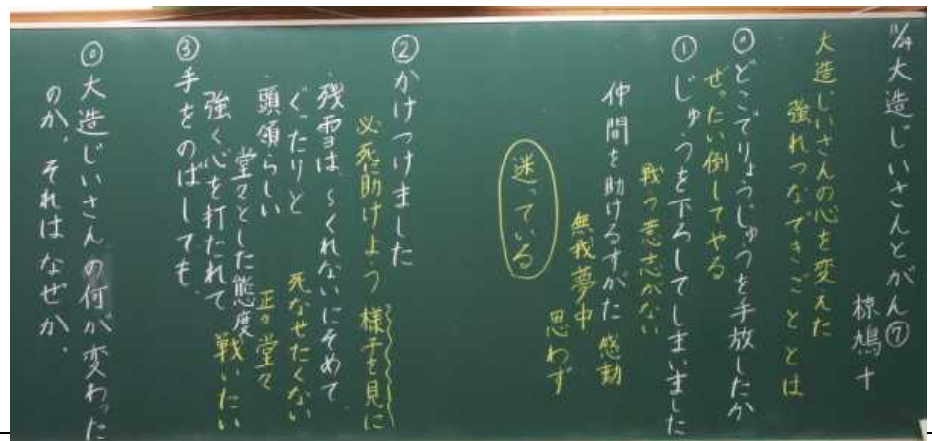 11/24 大造じいさんとがん⑦
椋鳩十
大造じいさんの心を変えた
強れつなできごととは
◎どこでりょうじゅうを手放したか
ぜったい倒してやる
①じゅうを下ろしてしまいました
戦う意志がない
仲間を助けるすがた 感動
無我夢中
思わず
迷っている
②かけつけました
必死に助けよう 様子を見に
残雪は、〜くれないにそめて
ぐったりと 死なせたくない
頭領らしい 正々堂々
堂々とした態度 戦いたい
強く心を打たれて
③手をのばしても、
◎大造じいさんの何が変わった
のか。それはなぜか。